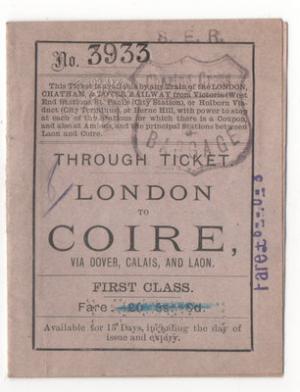 S. E. R.
No. 3933
This Ticket is available by any Train of the LONDON,
CHATHAM, & DOVER RAILWAY from Victoria (West
End Station), St. Paul's (City Station), or Holborn Via-
duct (City Terminus), or Herne Hill, with power to stop
at each of the Stations for which there is a Coupon,
and also at Amiens, and the principal Stations between
Laon and Coire.
BAGGAGE
THROUGH TICKET
LONDON
TO
COIRE,
VIA DOVER, CALAIS, AND LAON.
FIRST CLASS.
Fare:
Available for 15 Days, including the day of
issue and expiry.
Fare